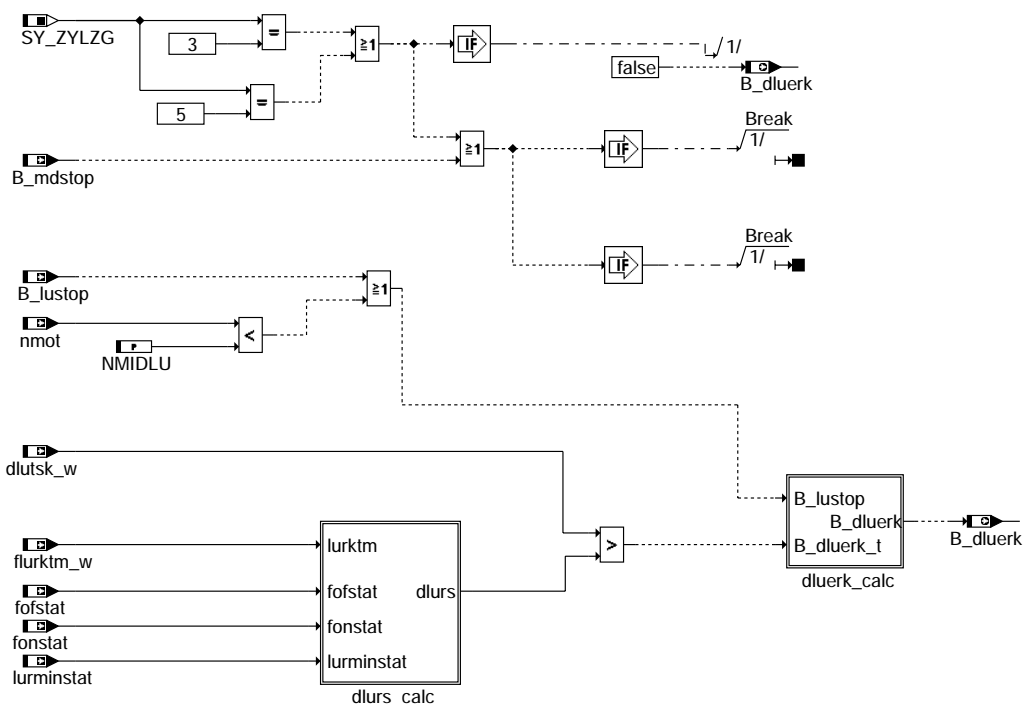 SY_ZYLZG
3
=
≥1
IF
1/
false
B_dluerk
5
=
B_mdstop
≥1
IF
Break
1/
IF
Break
1/
B_lustop
≥1
nmot
<
P
NMIDLU
dlutsk_w
flurktm_w
fofstat
fonstat
lurminstat
lurktm
fofstat
dlurs
fonstat
lurminstat
dlurs_calc
>
B_lustop
B_dluerk
B_dluerk_t
dluerk_calc
B_dluerk